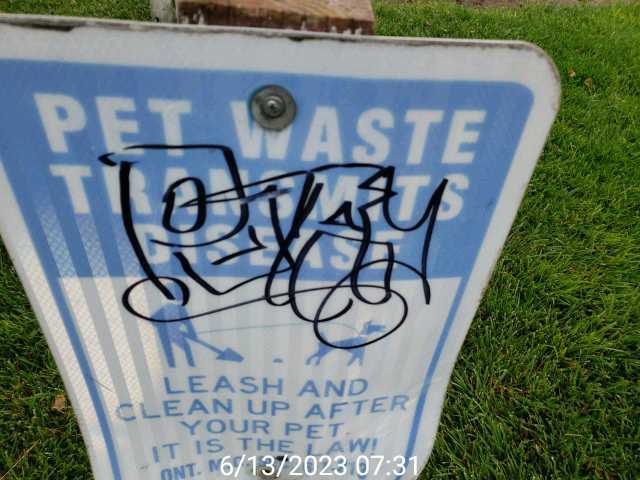 PET WASTE
TRANSMITS
DISEASE
LEASH AND
CLEAN UP AFTER
YOUR PET.
IT IS THE LAW!
ONT.
6/13/2023 07:31